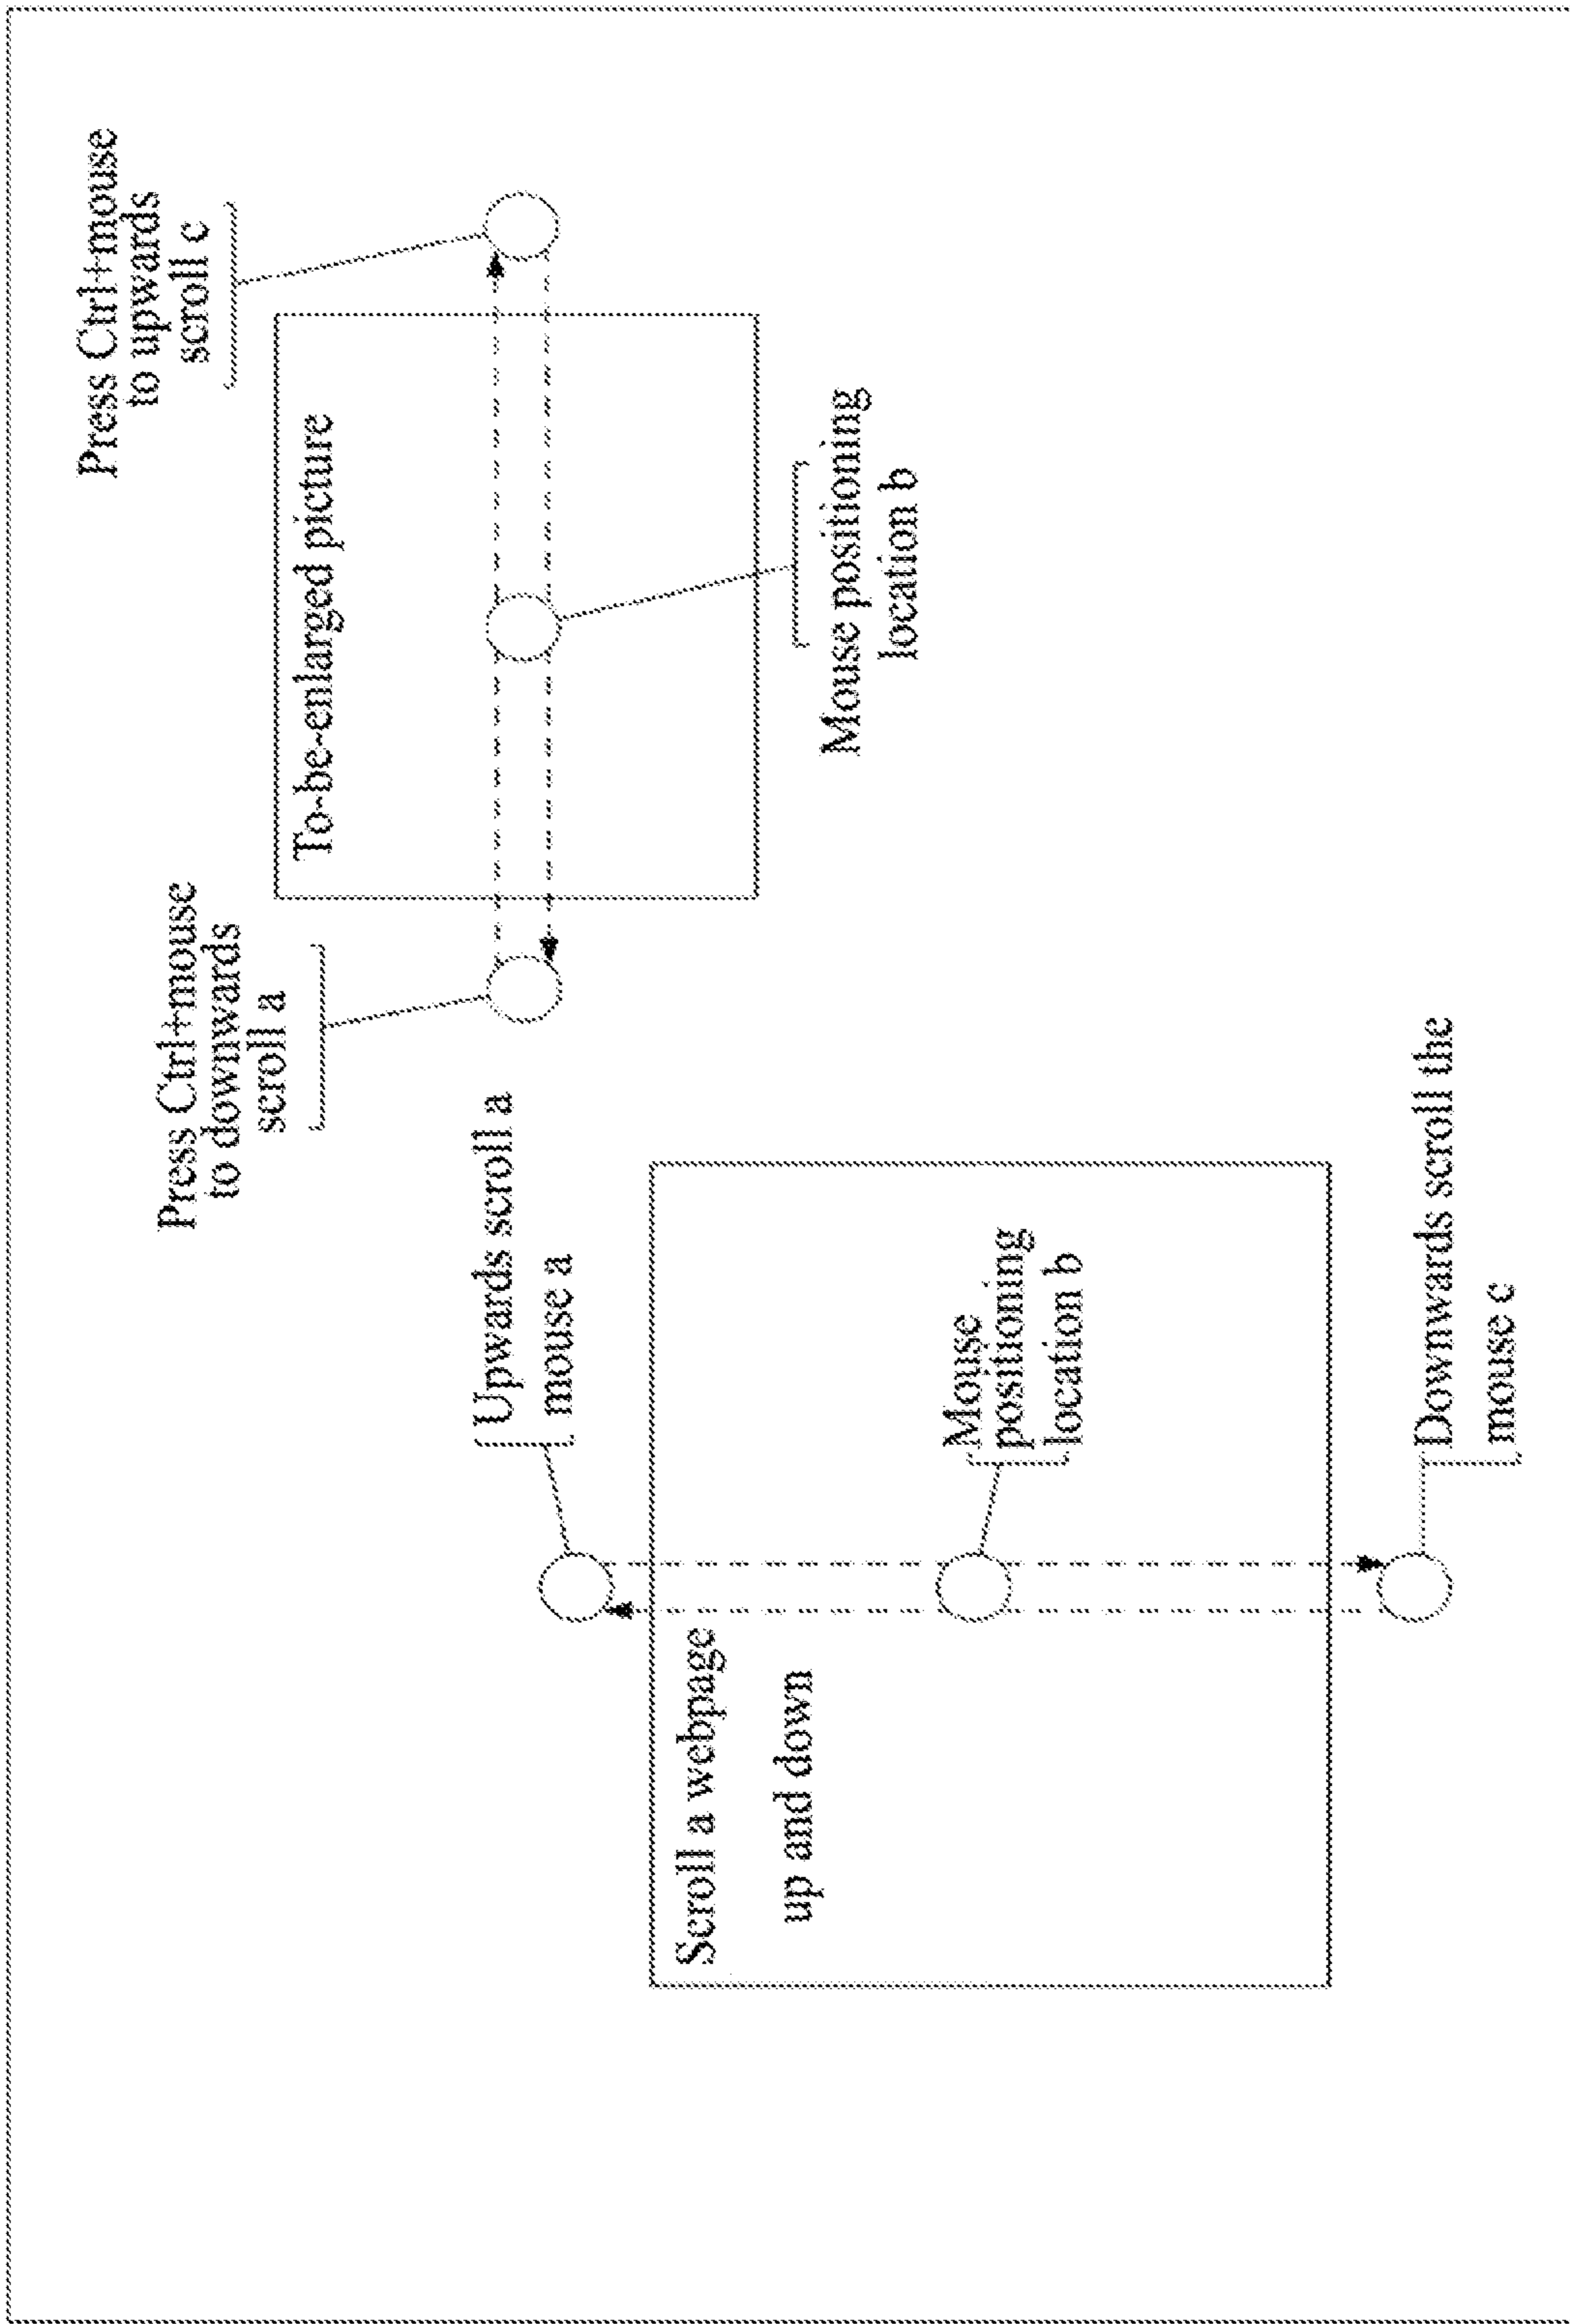 Scroll a webpage
up and down
Upwards scroll a
mouse a
Mouse
positioning
location b
Downwards scroll the
mouse c
Press Ctrl+mouse
to downwards
scroll a
To-be-enlarged picture
Mouse positioning
location b
Press Ctrl+mouse
to upwards
scroll c